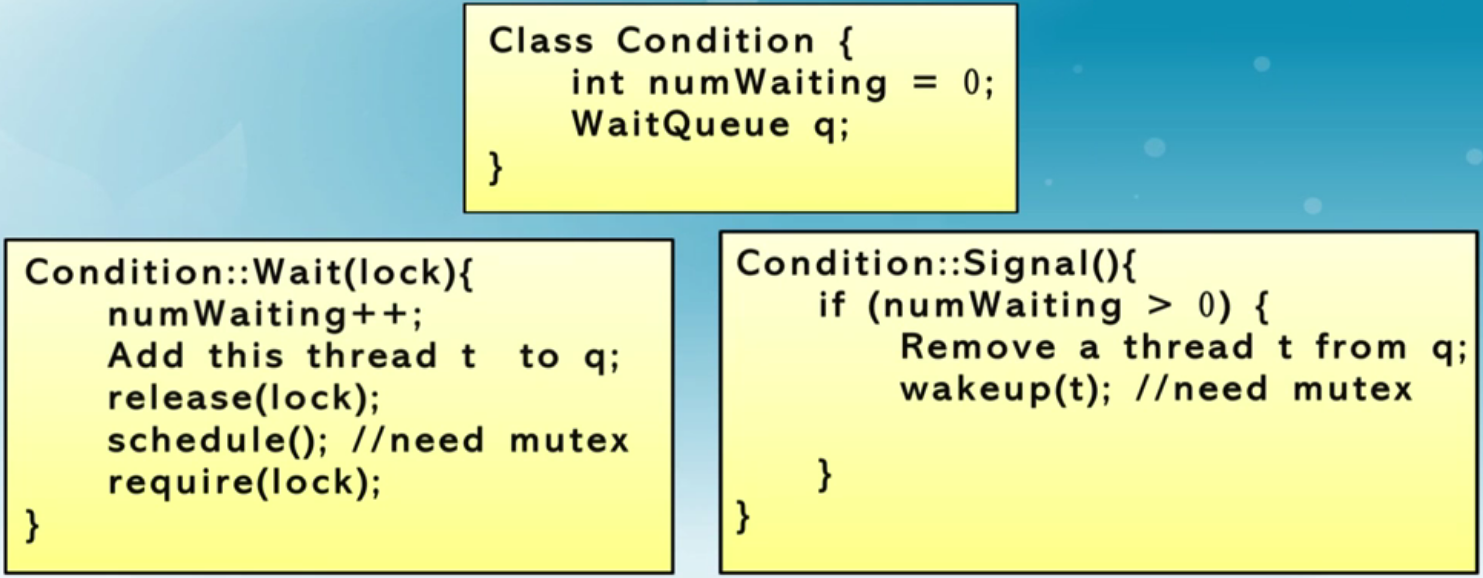 Class Condition {
int numWaiting = 0;
WaitQueue q;
}
Condition::Wait(lock){
numWaiting++;
Add this thread t to q;
release(lock);
schedule(); //need mutex
require(lock);
}
Condition::Signal(){
if (numWaiting > 0) {
Remove a thread t from q;
wakeup(t); //need mutex
}
}